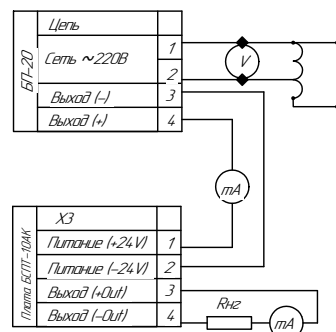 БП-20
Цепь
Сеть ~220В
1
2
Выход (-)
3
Выход (+)
4
V
mA
Плата БСПТ-10АК
X3
Питание (+24V)
1
Питание (-24V)
2
Выход (+Out)
3
Выход (-Out)
4
Rнг
mA